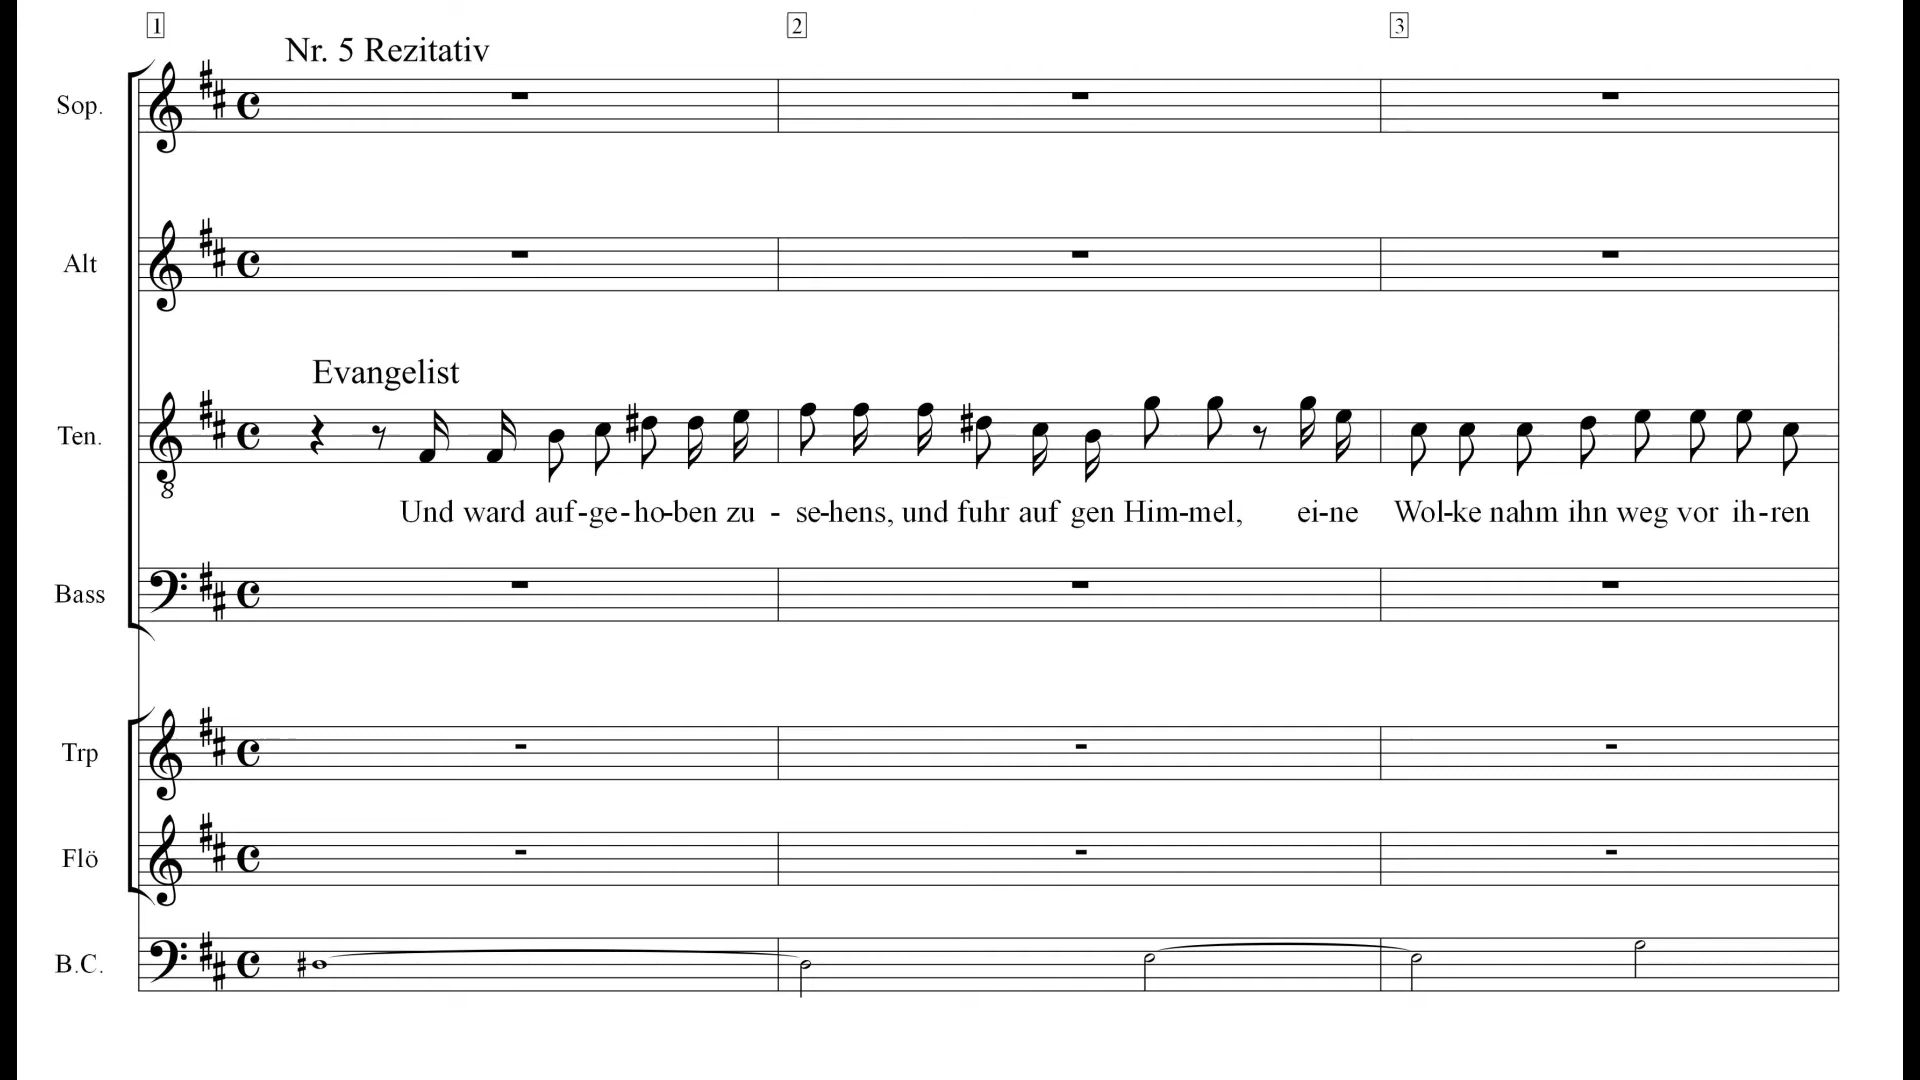 1 2 3
Nr. 5 Rezitativ
Sop.
Alt
Evangelist
Ten.
8
Und ward auf-ge-ho-ben zu - se-hens, und fuhr auf gen Him-mel, ei-ne Wol-ke nahm ihn weg vor ih-ren
Bass
Trp
Flö
B.C.